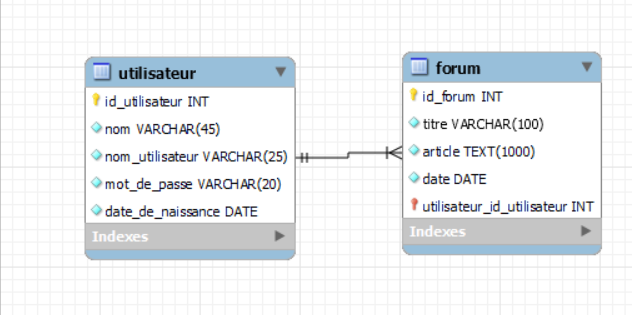 utilisateur
id_utilisateur INT
nom VARCHAR(45)
nom_utilisateur VARCHAR(25)
mot_de_passe VARCHAR(20)
date_de_naissance DATE
Indexes
forum
id_forum INT
titre VARCHAR(100)
article TEXT(1000)
date DATE
utilisateur_id_utilisateur INT
Indexes